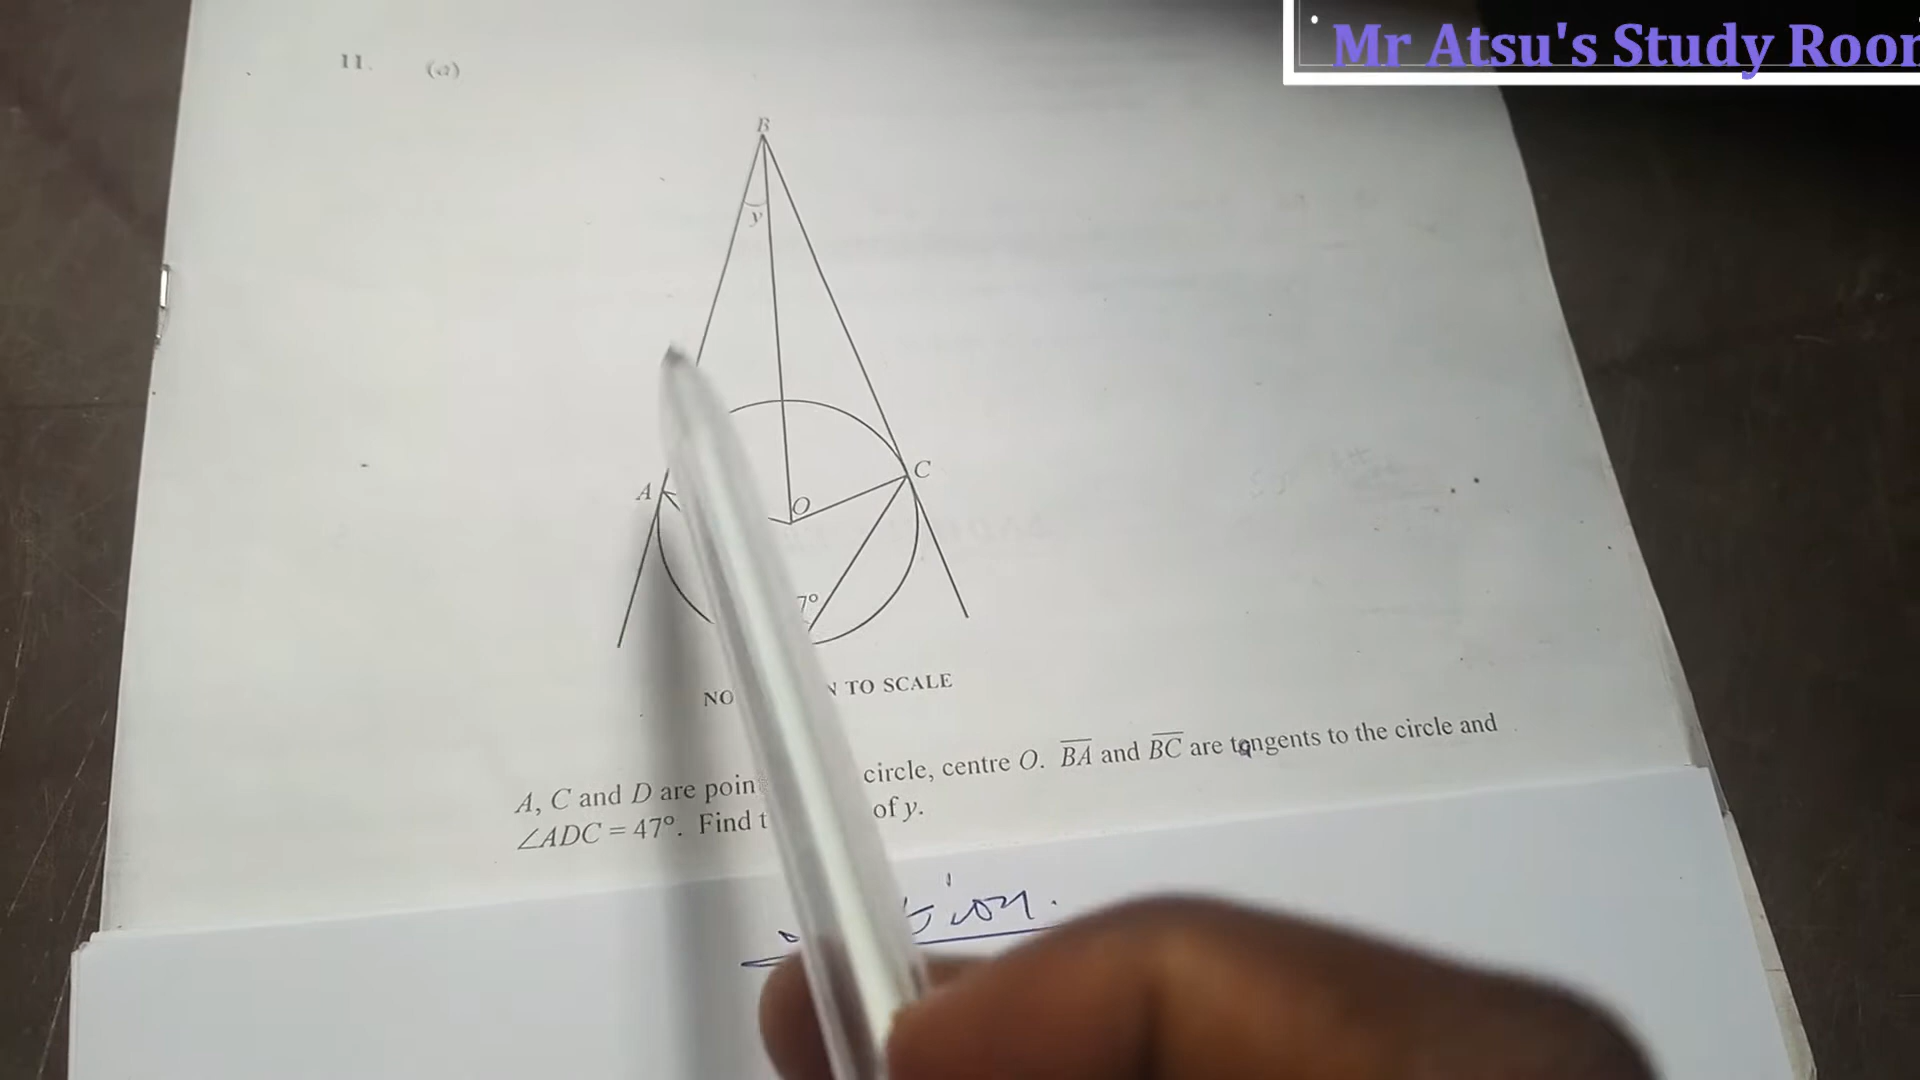 Mr Atsu's Study Roo
11. (a)
B
y
C
A
O
7°
NO TO SCALE
A, C and D are poin circle, centre O. BA and BC are tangents to the circle and
∠ADC = 47°. Find t of y.